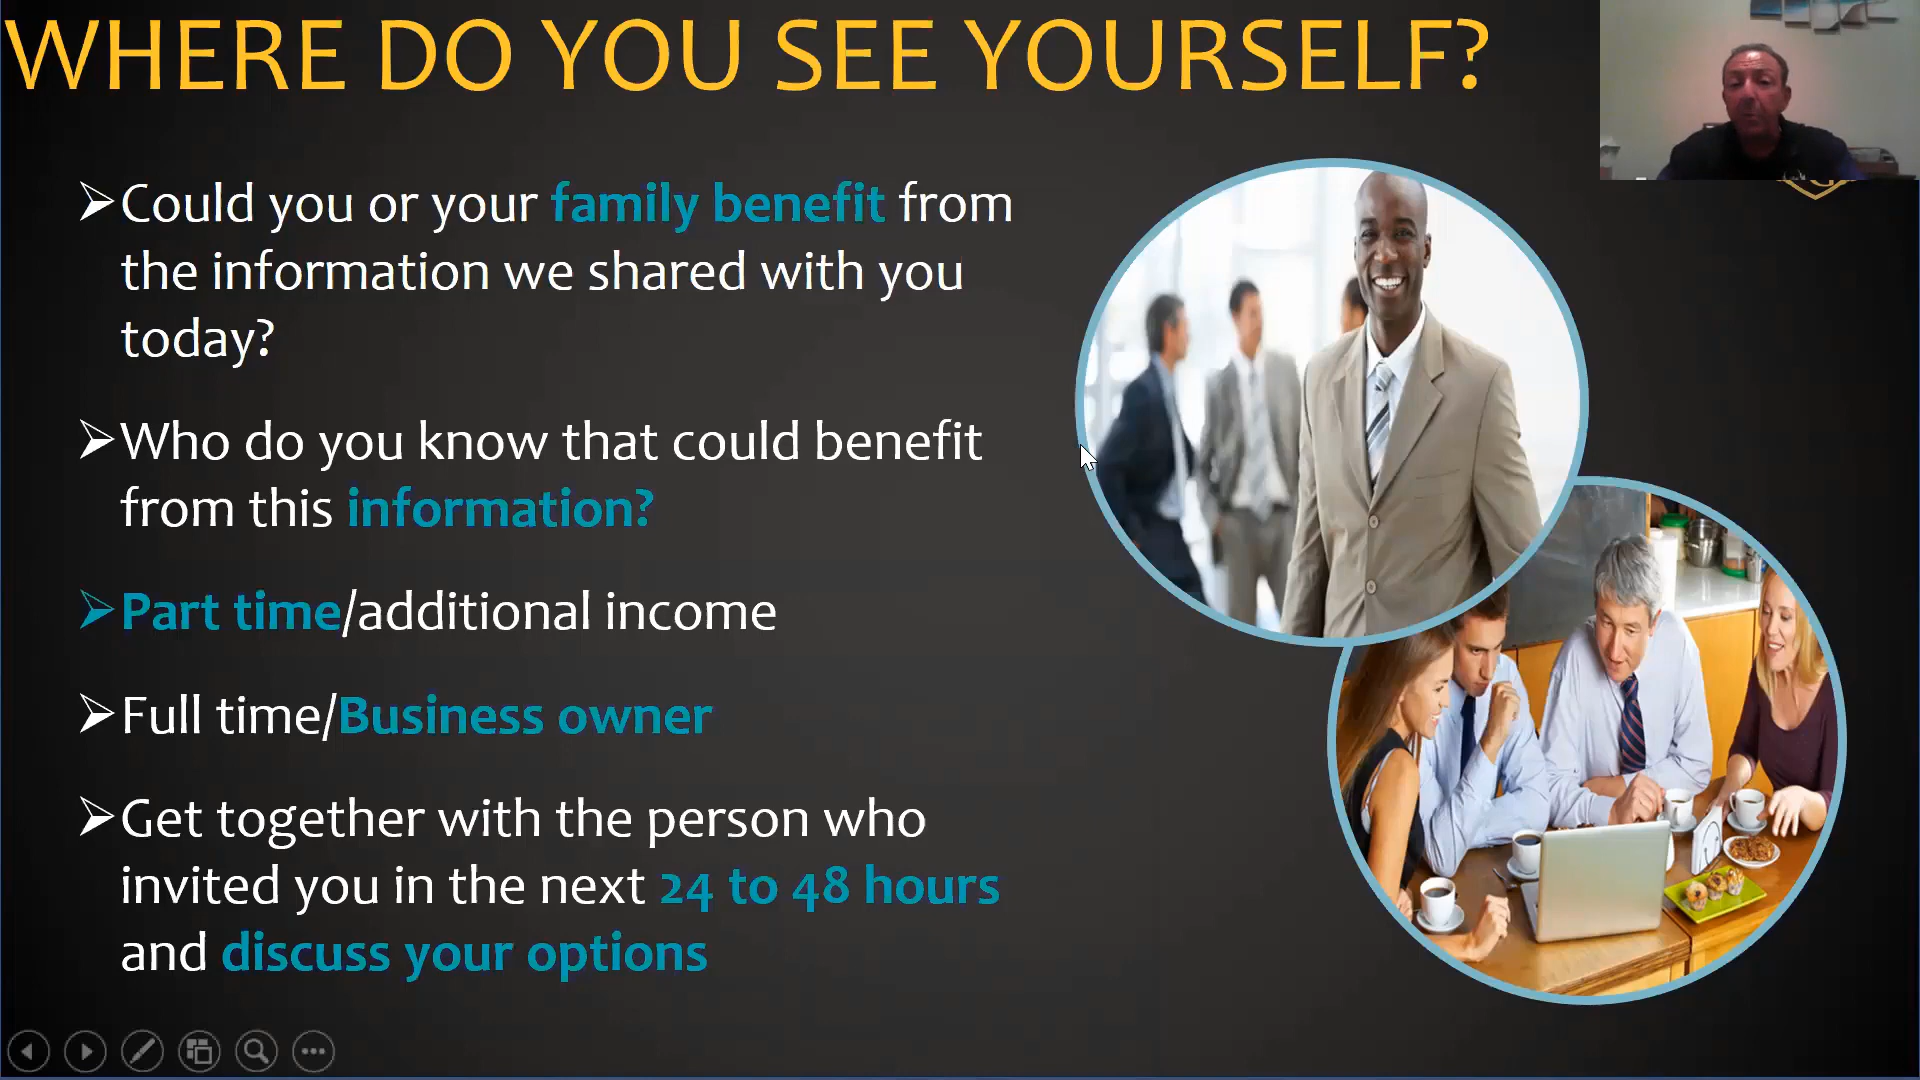 WHERE DO YOU SEE YOURSELF?
Could you or your family benefit from
the information we shared with you
today?
Who do you know that could benefit
from this information?
Part time/additional income
Full time/Business owner
Get together with the person who
invited you in the next 24 to 48 hours
and discuss your options